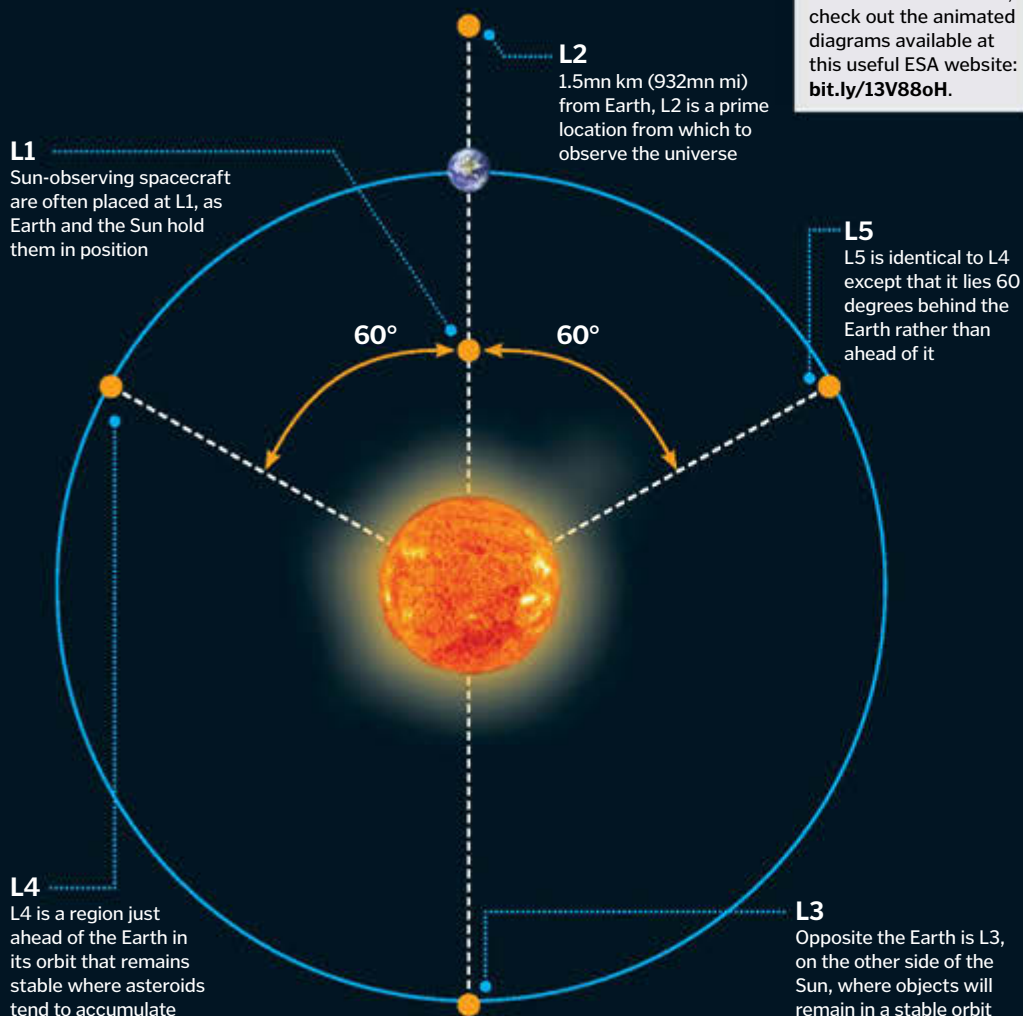 check out the animated
diagrams available at
this useful ESA website:
bit.ly/13V88oH.
L2
1.5mn km (932mn mi)
from Earth, L2 is a prime
location from which to
observe the universe
L1
Sun-observing spacecraft
are often placed at L1, as
Earth and the Sun hold
them in position
L5
L5 is identical to L4
except that it lies 60
degrees behind the
Earth rather than
ahead of it
60°
60°
L4
L4 is a region just
ahead of the Earth in
its orbit that remains
stable where asteroids
tend to accumulate
L3
Opposite the Earth is L3,
on the other side of the
Sun, where objects will
remain in a stable orbit